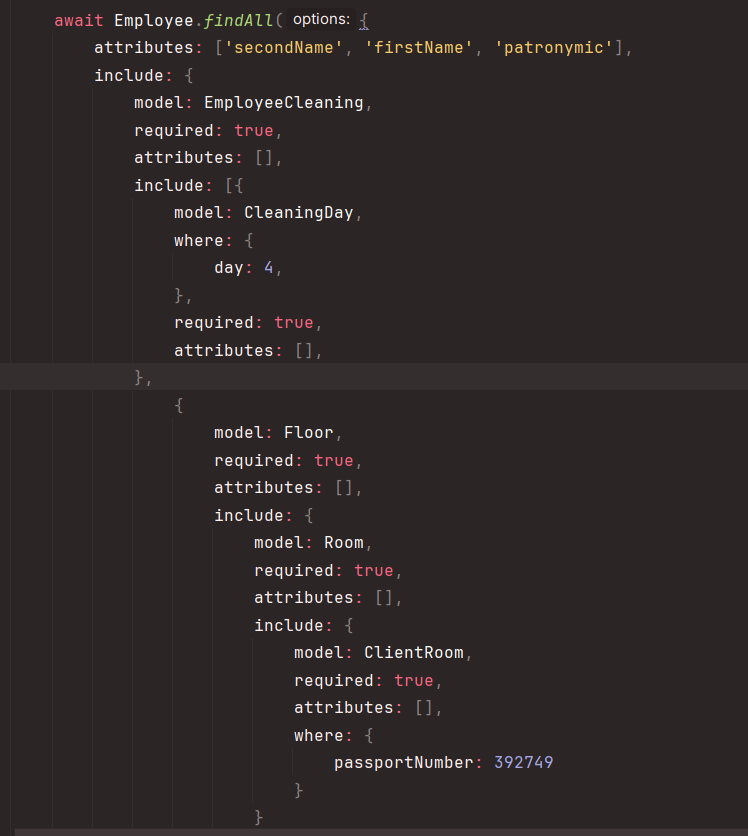 await Employee.findAll( options: {
    attributes: ['secondName', 'firstName', 'patronymic'],
    include: {
        model: EmployeeCleaning,
        required: true,
        attributes: [],
        include: [{
            model: CleaningDay,
            where: {
                day: 4,
            },
            required: true,
            attributes: [],
        },
            {
                model: Floor,
                required: true,
                attributes: [],
                include: {
                    model: Room,
                    required: true,
                    attributes: [],
                    include: {
                        model: ClientRoom,
                        required: true,
                        attributes: [],
                        where: {
                            passportNumber: 392749
                        }
                    }